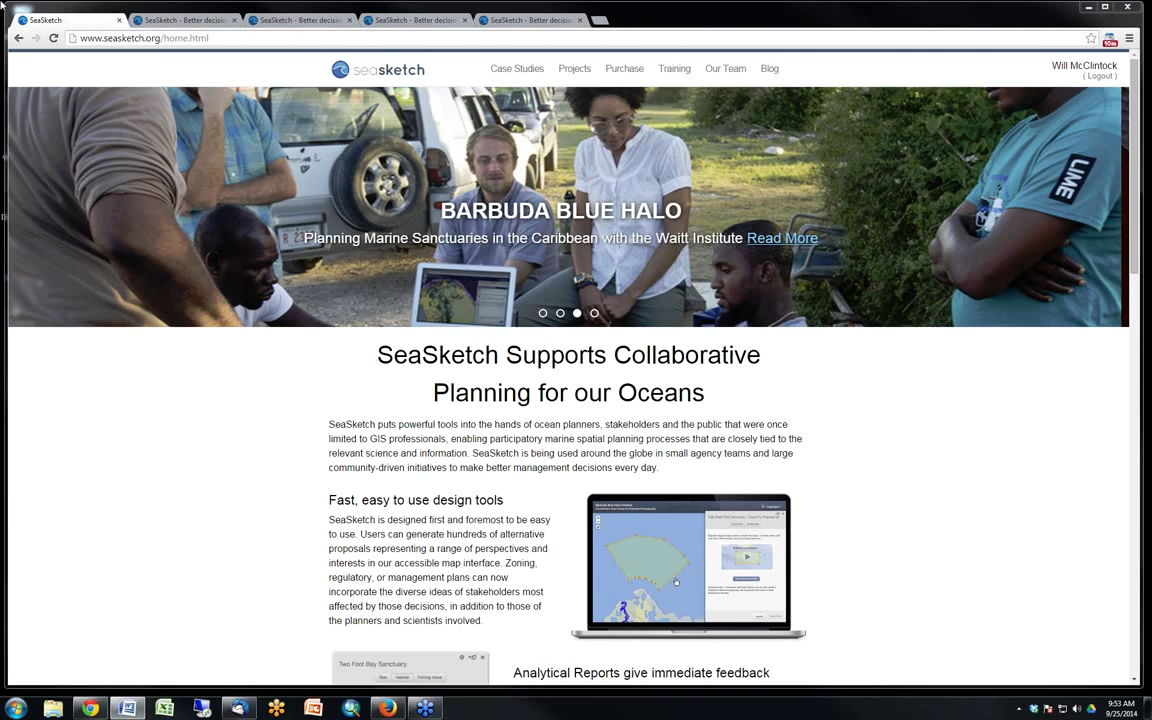 SeaSketch
SeaSketch - Better decisio
SeaSketch - Better decisio
SeaSketch - Better decisio
SeaSketch - Better decisio
www.seasketch.org/home.html
10m
seasketch
Case Studies
Projects
Purchase
Training
Our Team
Blog
Will McClintock
( Logout )
LIME
BARBUDA BLUE HALO
Planning Marine Sanctuaries in the Caribbean with the Waitt Institute Read More
SeaSketch Supports Collaborative
Planning for our Oceans
SeaSketch puts powerful tools into the hands of ocean planners, stakeholders and the public that were once
limited to GIS professionals, enabling participatory marine spatial planning processes that are closely tied to the
relevant science and information. SeaSketch is being used around the globe in small agency teams and large
community-driven initiatives to make better management decisions every day.
Fast, easy to use design tools
SeaSketch is designed first and foremost to be easy
to use. Users can generate hundreds of alternative
proposals representing a range of perspectives and
interests in our accessible map interface. Zoning,
regulatory, or management plans can now
incorporate the diverse ideas of stakeholders most
affected by those decisions, in addition to those of
the planners and scientists involved.
Two Foot Bay Sanctuary
Size
Habitat
Fishing Value
Analytical Reports give immediate feedback
9:53 AM
9/25/2014